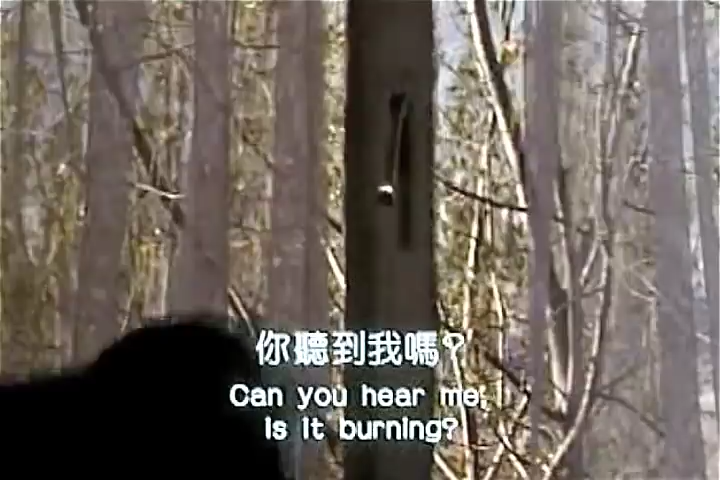 你聽到我嗎?
Can you hear me,
is it burning?